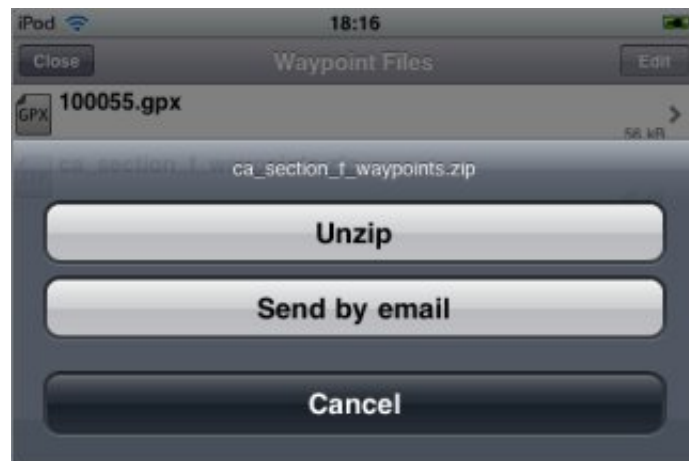 iPod 18:16
Close Waypoint Files Edit
GPX 100055.gpx
56 kB
ca_section_f_waypoints.zip
Unzip
Send by email
Cancel